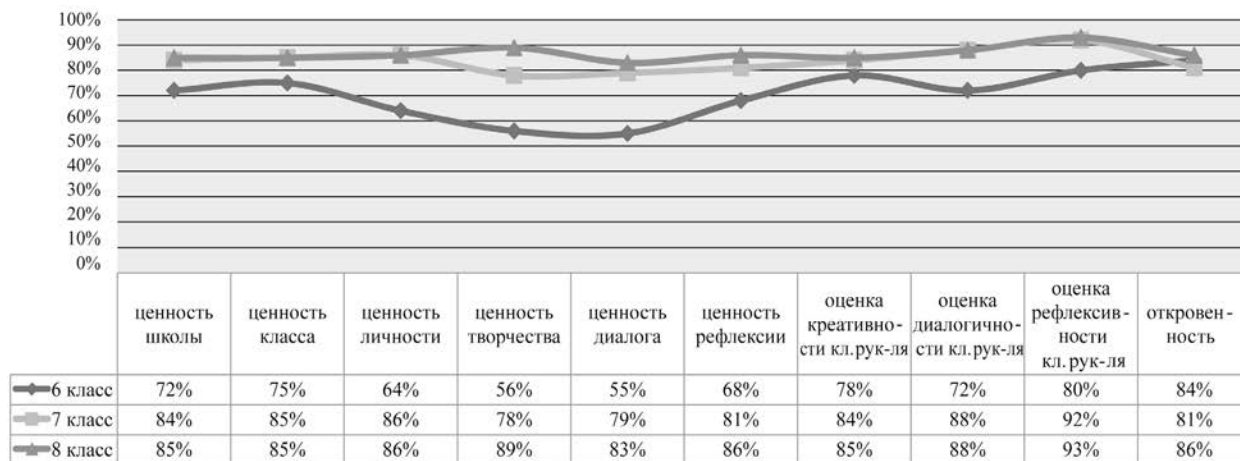 100%
90%
80%
70%
60%
50%
40%
30%
20%
10%
0%
ценность
школы
ценность
класса
ценность
личности
ценность
творчества
ценность
диалога
ценность
рефлексии
оценка
креативно-
сти кл. рук-ля
оценка
диалогично-
сти кл. рук-ля
оценка
рефлексив-
ности
кл. рук-ля
откровен-
ность
6 класс 72% 75% 64% 56% 55% 68% 78% 72% 80% 84%
7 класс 84% 85% 86% 78% 79% 81% 84% 88% 92% 81%
8 класс 85% 85% 86% 89% 83% 86% 85% 88% 93% 86%